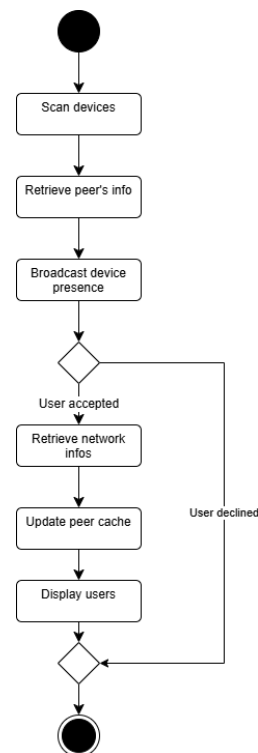 Scan devices
Retrieve peer's info
Broadcast device
presence
User accepted
Retrieve network
infos
Update peer cache
User declined
Display users